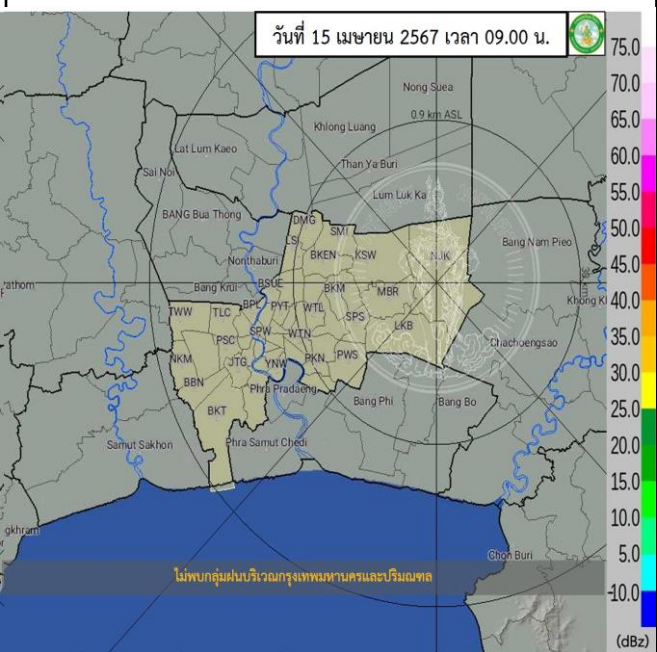 วันที่ 15 เมษายน 2567 เวลา 09.00 น.
75.0
70.0
65.0
60.0
55.0
50.0
45.0
40.0
35.0
30.0
25.0
20.0
15.0
10.0
5.0
-10.0
(dBz)
Nong Suea
0.9 km ASL
Khlong Luang
Lat Lum Kaeo
Than Ya Buri
Sai Noi
Lum Luk Ka
BANG Bua Thong
DMG
SMI
LSI
Bang Nam Pieo
BKEN
KSW
NJK
Nonthaburi
Bang Krui
BSUE
BKM
MBR
Khong Kl
TWW
TLC
BPL
PYT
WTL
SPS
LKB
PSC
SPW
WTN
Chachoengsao
NKM
JTG
YNW
PKN
PWS
BBN
Phra Pradaeng
BKT
Bang Phi
Bang Bo
Samut Sakhon
Phra Samut Chedi
gkhram
Chon Buri
ไม่พบกลุ่มฝนบริเวณกรุงเทพมหานครและปริมณฑล